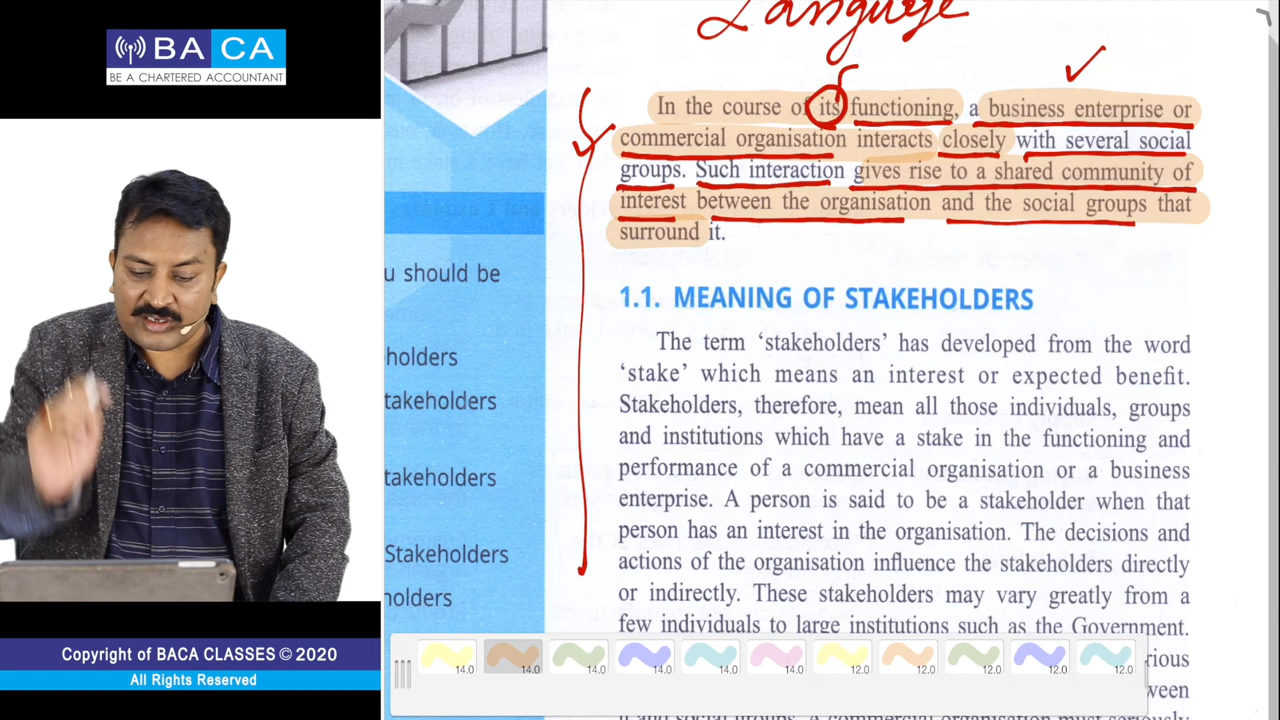 BACA
BE A CHARTERED ACCOUNTANT
Language
In the course of its functioning, a business enterprise or
commercial organisation interacts closely with several social
groups. Such interaction gives rise to a shared community of
interest between the organisation and the social groups that
surround it.
u should be
holders
takeholders
takeholders
Stakeholders
holders
1.1. MEANING OF STAKEHOLDERS
The term ‘stakeholders’ has developed from the word
‘stake’ which means an interest or expected benefit.
Stakeholders, therefore, mean all those individuals, groups
and institutions which have a stake in the functioning and
performance of a commercial organisation or a business
enterprise. A person is said to be a stakeholder when that
person has an interest in the organisation. The decisions and
actions of the organisation influence the stakeholders directly
or indirectly. These stakeholders may vary greatly from a
few individuals to large institutions such as the Government.
14.0 14.0 14.0 14.0 14.0 14.0 12.0 12.0 12.0 12.0 12.0
Copyright of BACA CLASSES © 2020
All Rights Reserved